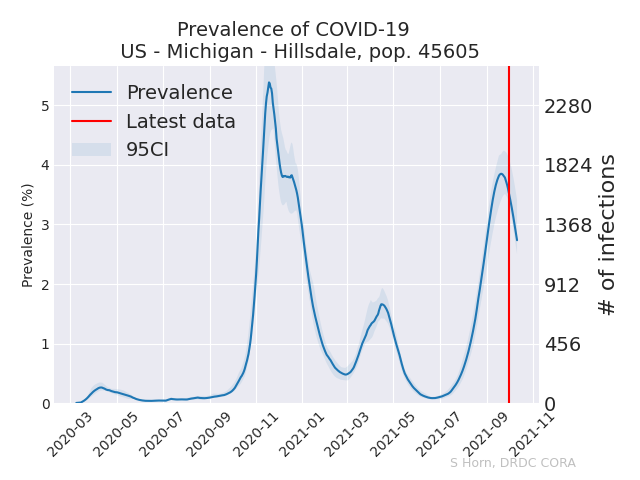 Prevalence of COVID-19
US - Michigan - Hillsdale, pop. 45605
Prevalence
Latest data
95CI
Prevalence (%)
5
4
3
2
1
0
2280
1824
1368
912
456
0
# of infections
2020-03
2020-05
2020-07
2020-09
2020-11
2021-01
2021-03
2021-05
2021-07
2021-09
2021-11
S Horn, DRDC CORA